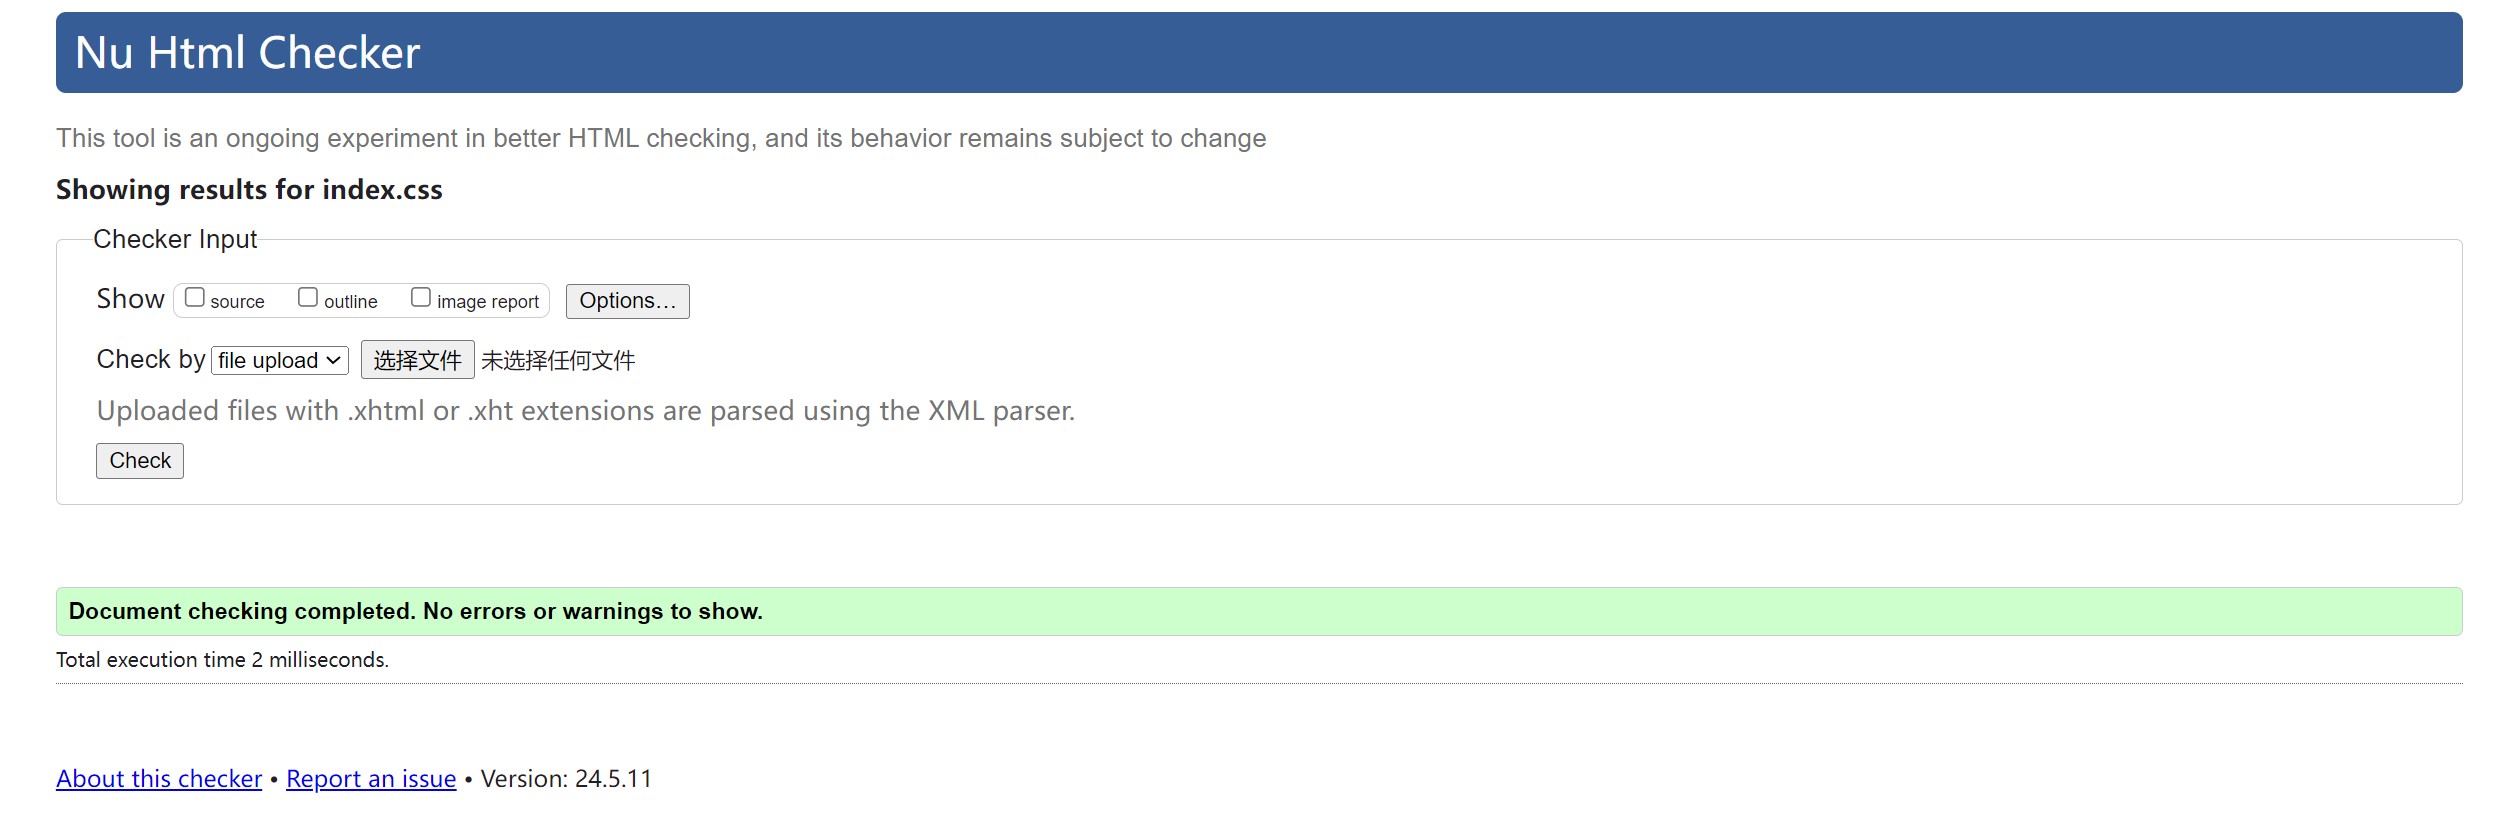 Nu Html Checker
This tool is an ongoing experiment in better HTML checking, and its behavior remains subject to change
Showing results for index.css
Checker Input
Show source outline image report Options...
Check by file upload 选择文件 未选择任何文件
Uploaded files with .xhtml or .xht extensions are parsed using the XML parser.
Check
Document checking completed. No errors or warnings to show.
Total execution time 2 milliseconds.
About this checker • Report an issue • Version: 24.5.11